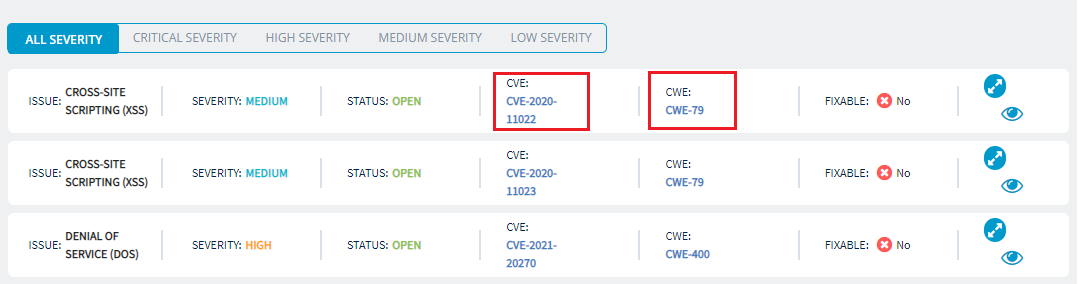 ALL SEVERITY CRITICAL SEVERITY HIGH SEVERITY MEDIUM SEVERITY LOW SEVERITY
ISSUE: CROSS-SITE SCRIPTING (XSS) SEVERITY: MEDIUM STATUS: OPEN CVE: CVE-2020-11022 CWE: CWE-79 FIXABLE: No
ISSUE: CROSS-SITE SCRIPTING (XSS) SEVERITY: MEDIUM STATUS: OPEN CVE: CVE-2020-11023 CWE: CWE-79 FIXABLE: No
ISSUE: DENIAL OF SERVICE (DOS) SEVERITY: HIGH STATUS: OPEN CVE: CVE-2021-20270 CWE: CWE-400 FIXABLE: No